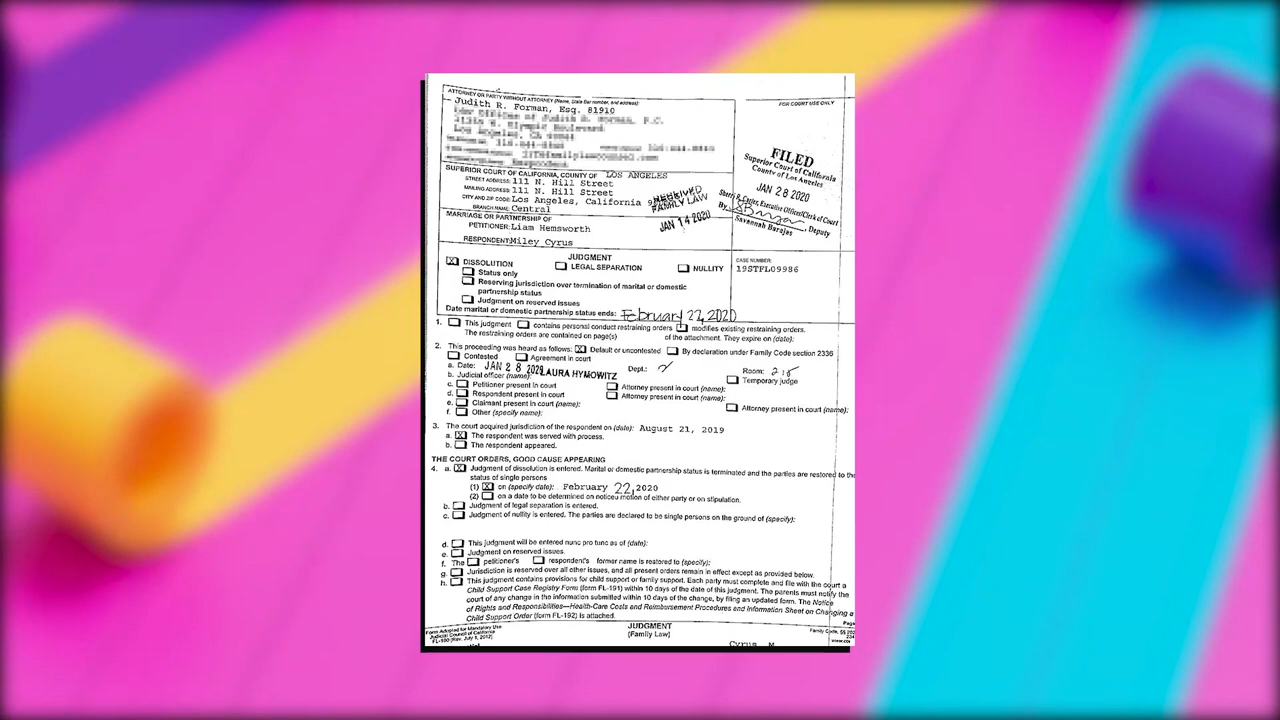 ATTORNEY OR PARTY WITHOUT ATTORNEY (Name, State Bar number, and address):
Judith R. Forman, Esq. 81910
FOR COURT USE ONLY
FILED
Superior Court of California
County of Los Angeles
JAN 28 2020
Executive Officer/Clerk of Court
By
, Deputy
Savannah Barajas
SUPERIOR COURT OF CALIFORNIA, COUNTY OF LOS ANGELES
STREET ADDRESS: 111 N. Hill Street
MAILING ADDRESS: 111 N. Hill Street
CITY AND ZIP CODE: Los Angeles, California
BRANCH NAME: Central
RECEIVED
FAMILY LAW
JAN 14 2020
MARRIAGE OR PARTNERSHIP OF
PETITIONER: Liam Hemsworth
RESPONDENT: Miley Cyrus
JUDGMENT
X DISSOLUTION LEGAL SEPARATION NULLITY
Status only
Reserving jurisdiction over termination of marital or domestic
partnership status
Judgment on reserved issues
Date marital or domestic partnership status ends: February 22, 2020
CASE NUMBER:
19STFL09986
1. This judgment contains personal conduct restraining orders modifies existing restraining orders.
The restraining orders are contained on page(s) of the attachment. They expire on (date):
2. This proceeding was heard as follows: X Default or uncontested By declaration under Family Code section 2336
Contested Agreement in court
a. Date: JAN 28 2020 Dept.: 2 Room: 218
b. Judicial officer (name): LAURA HYMOWITZ Temporary judge
c. Petitioner present in court Attorney present in court (name):
d. Respondent present in court Attorney present in court (name):
e. Claimant present in court (name): Attorney present in court (name):
f. Other (specify name):
3. The court acquired jurisdiction of the respondent on (date): August 21, 2019
a. X The respondent was served with process.
b. The respondent appeared.
THE COURT ORDERS, GOOD CAUSE APPEARING
4. a. X Judgment of dissolution is entered. Marital or domestic partnership status is terminated and the parties are restored to the
status of single persons
(1) X on (specify date): February 22, 2020
(2) on a date to be determined on noticed motion of either party or on stipulation.
b. Judgment of legal separation is entered.
c. Judgment of nullity is entered. The parties are declared to be single persons on the ground of (specify):
d. This judgment will be entered nunc pro tunc as of (date):
e. Judgment on reserved issues.
f. The petitioner's respondent's former name is restored to (specify):
g. Jurisdiction is reserved over all other issues, and all present orders remain in effect except as provided below.
h. This judgment contains provisions for child support or family support. Each party must complete and file with the court a
Child Support Case Registry Form (form FL-191) within 10 days of the date of this judgment. The parents must notify the
court of any change in the information submitted within 10 days of the change, by filing an updated form. The Notice
of Rights and Responsibilities—Health-Care Costs and Reimbursement Procedures and Information Sheet on Changing a
Child Support Order (form FL-192) is attached.
Page
Form Adopted for Mandatory Use
Judicial Council of California
FL-180 [Rev. July 1, 2012]
JUDGMENT
(Family Law)
Family Code, §§
Cyrus, M